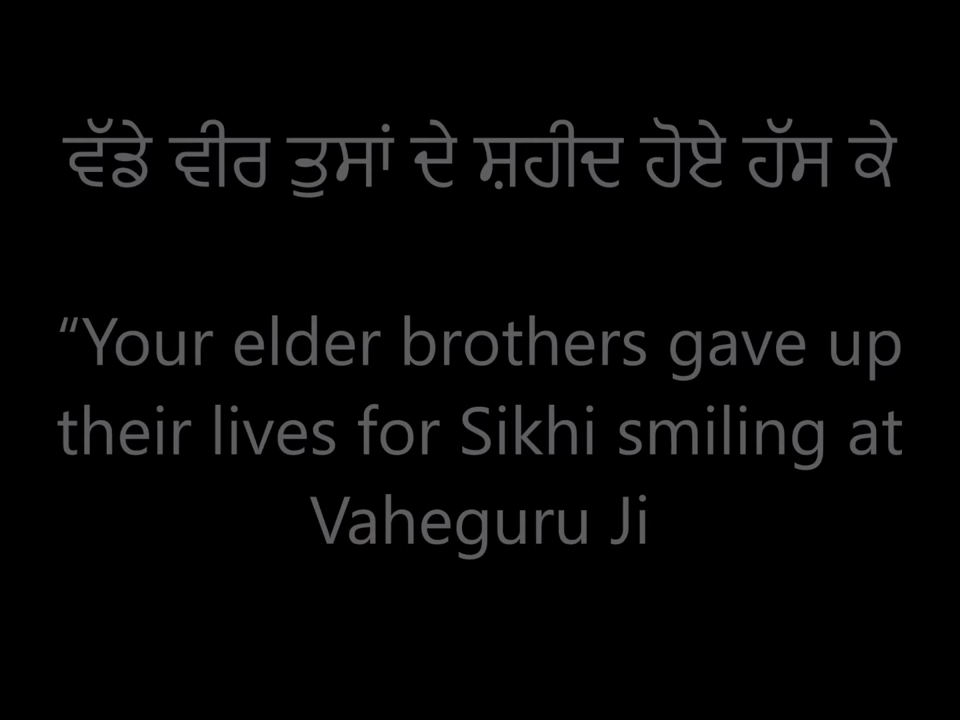 ਵੱਡੇ ਵੀਰ ਤੁਸਾਂ ਦੇ ਸ਼ਹੀਦ ਹੋਏ ਹੱਸ ਕੇ
“Your elder brothers gave up
their lives for Sikhi smiling at
Vaheguru Ji